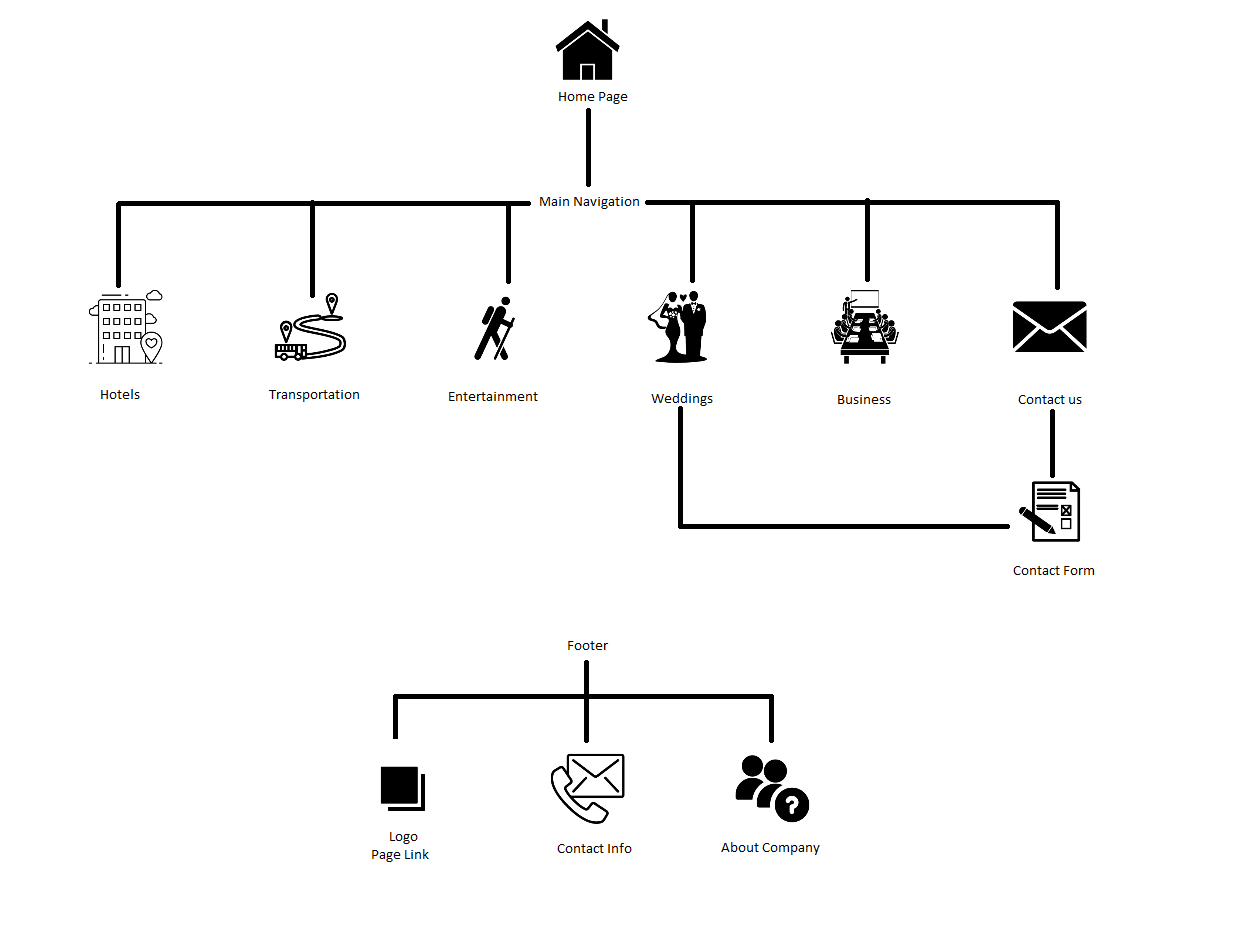 Home Page
Main Navigation
Hotels
Transportation
Entertainment
Weddings
Business
Contact us
Contact Form
Footer
Logo
Page Link
Contact Info
About Company